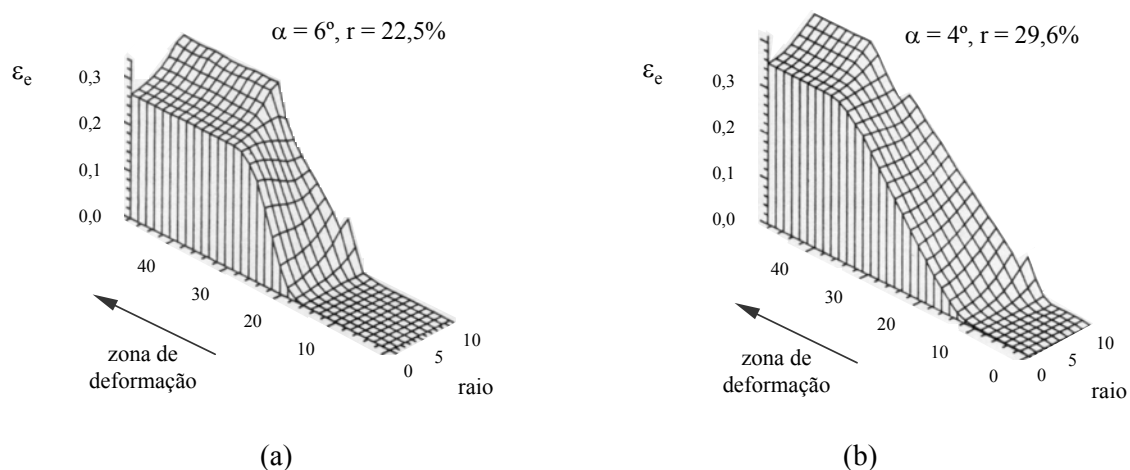 α = 6º, r = 22,5%
εe
0,3
0,2
0,1
0,0
40
30
20
10
0
5
10
raio
zona de
deformação
(a)
α = 4º, r = 29,6%
εe
0,3
0,2
0,1
0,0
40
30
20
10
0
0
5
10
raio
zona de
deformação
(b)